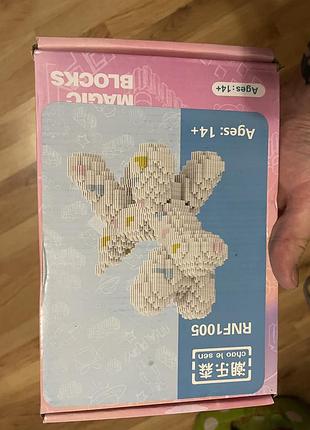 MAGIC
BLOCKS
Ages:14+
Ages: 14+
RNF1005
潮乐森
chao le sen